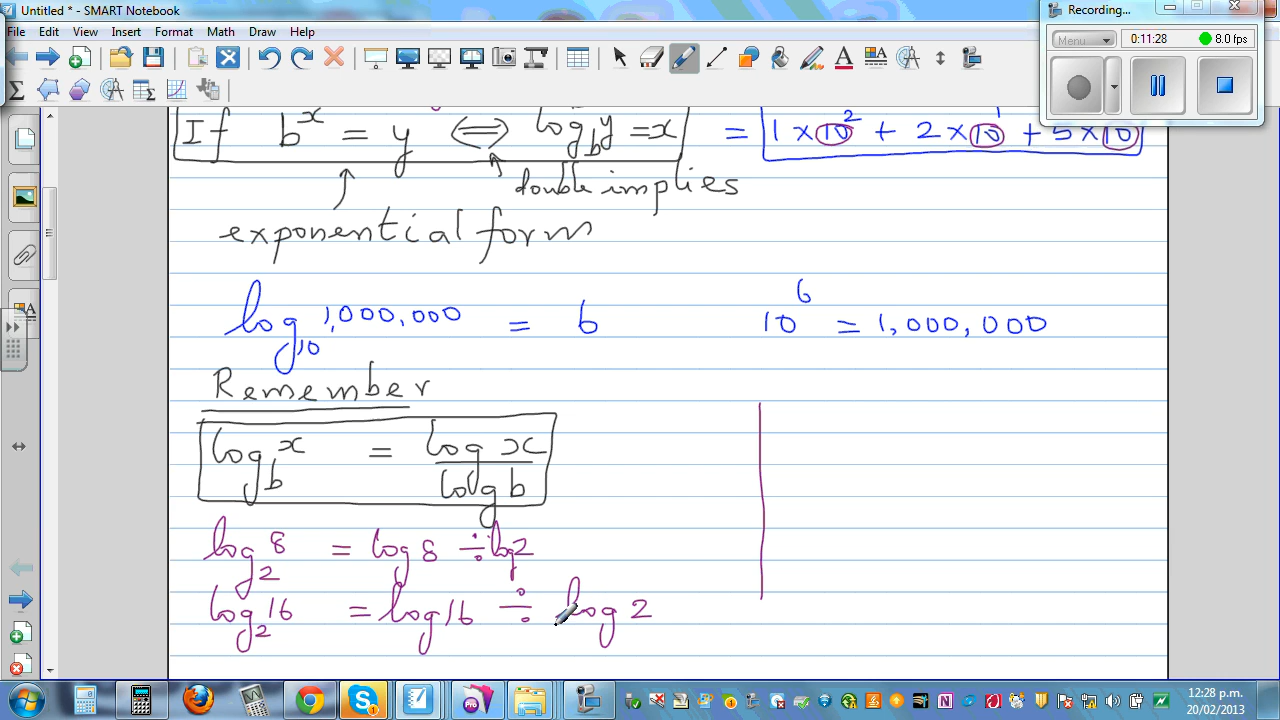 Untitled * - SMART Notebook
Recording...
File Edit View Insert Format Math Draw Help
Menu 0:11:28 8.0 fps
If b^x = y ⟺ log_b y = x = 1 × 10^2 + 2 × 10^1 + 5 × 10
double implies
exponential form
log_10 1,000,000 = 6 10^6 = 1,000,000
Remember
log_b x = log x / log b
log_2 8 = log 8 ÷ log 2
log_2 16 = log 16 ÷ log 2
12:28 p.m.
20/02/2013